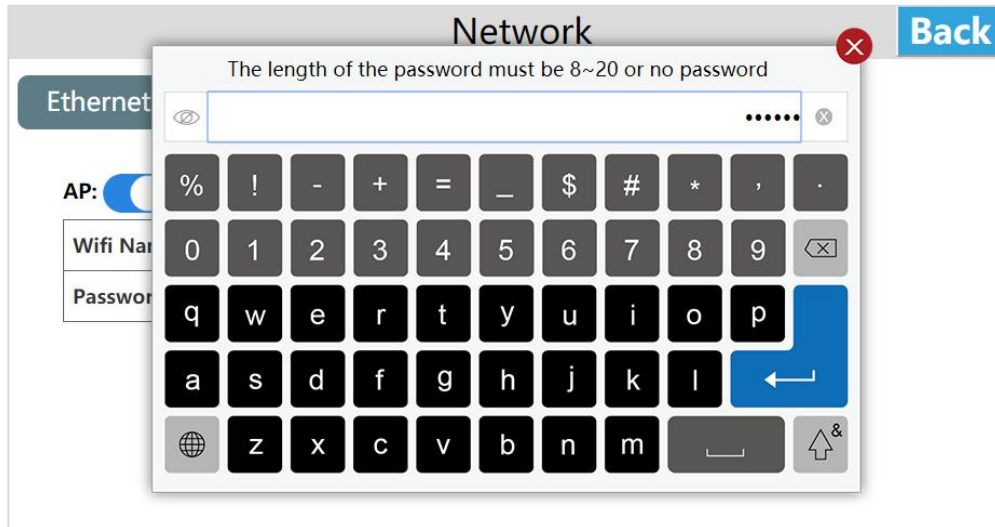 Network
Back
The length of the password must be 8~20 or no password
Ethernet
••••••
AP:
% ! - + = _ $ # * , .
Wifi Nam
0 1 2 3 4 5 6 7 8 9
Passwor
q w e r t y u i o p
a s d f g h j k l
z x c v b n m
&